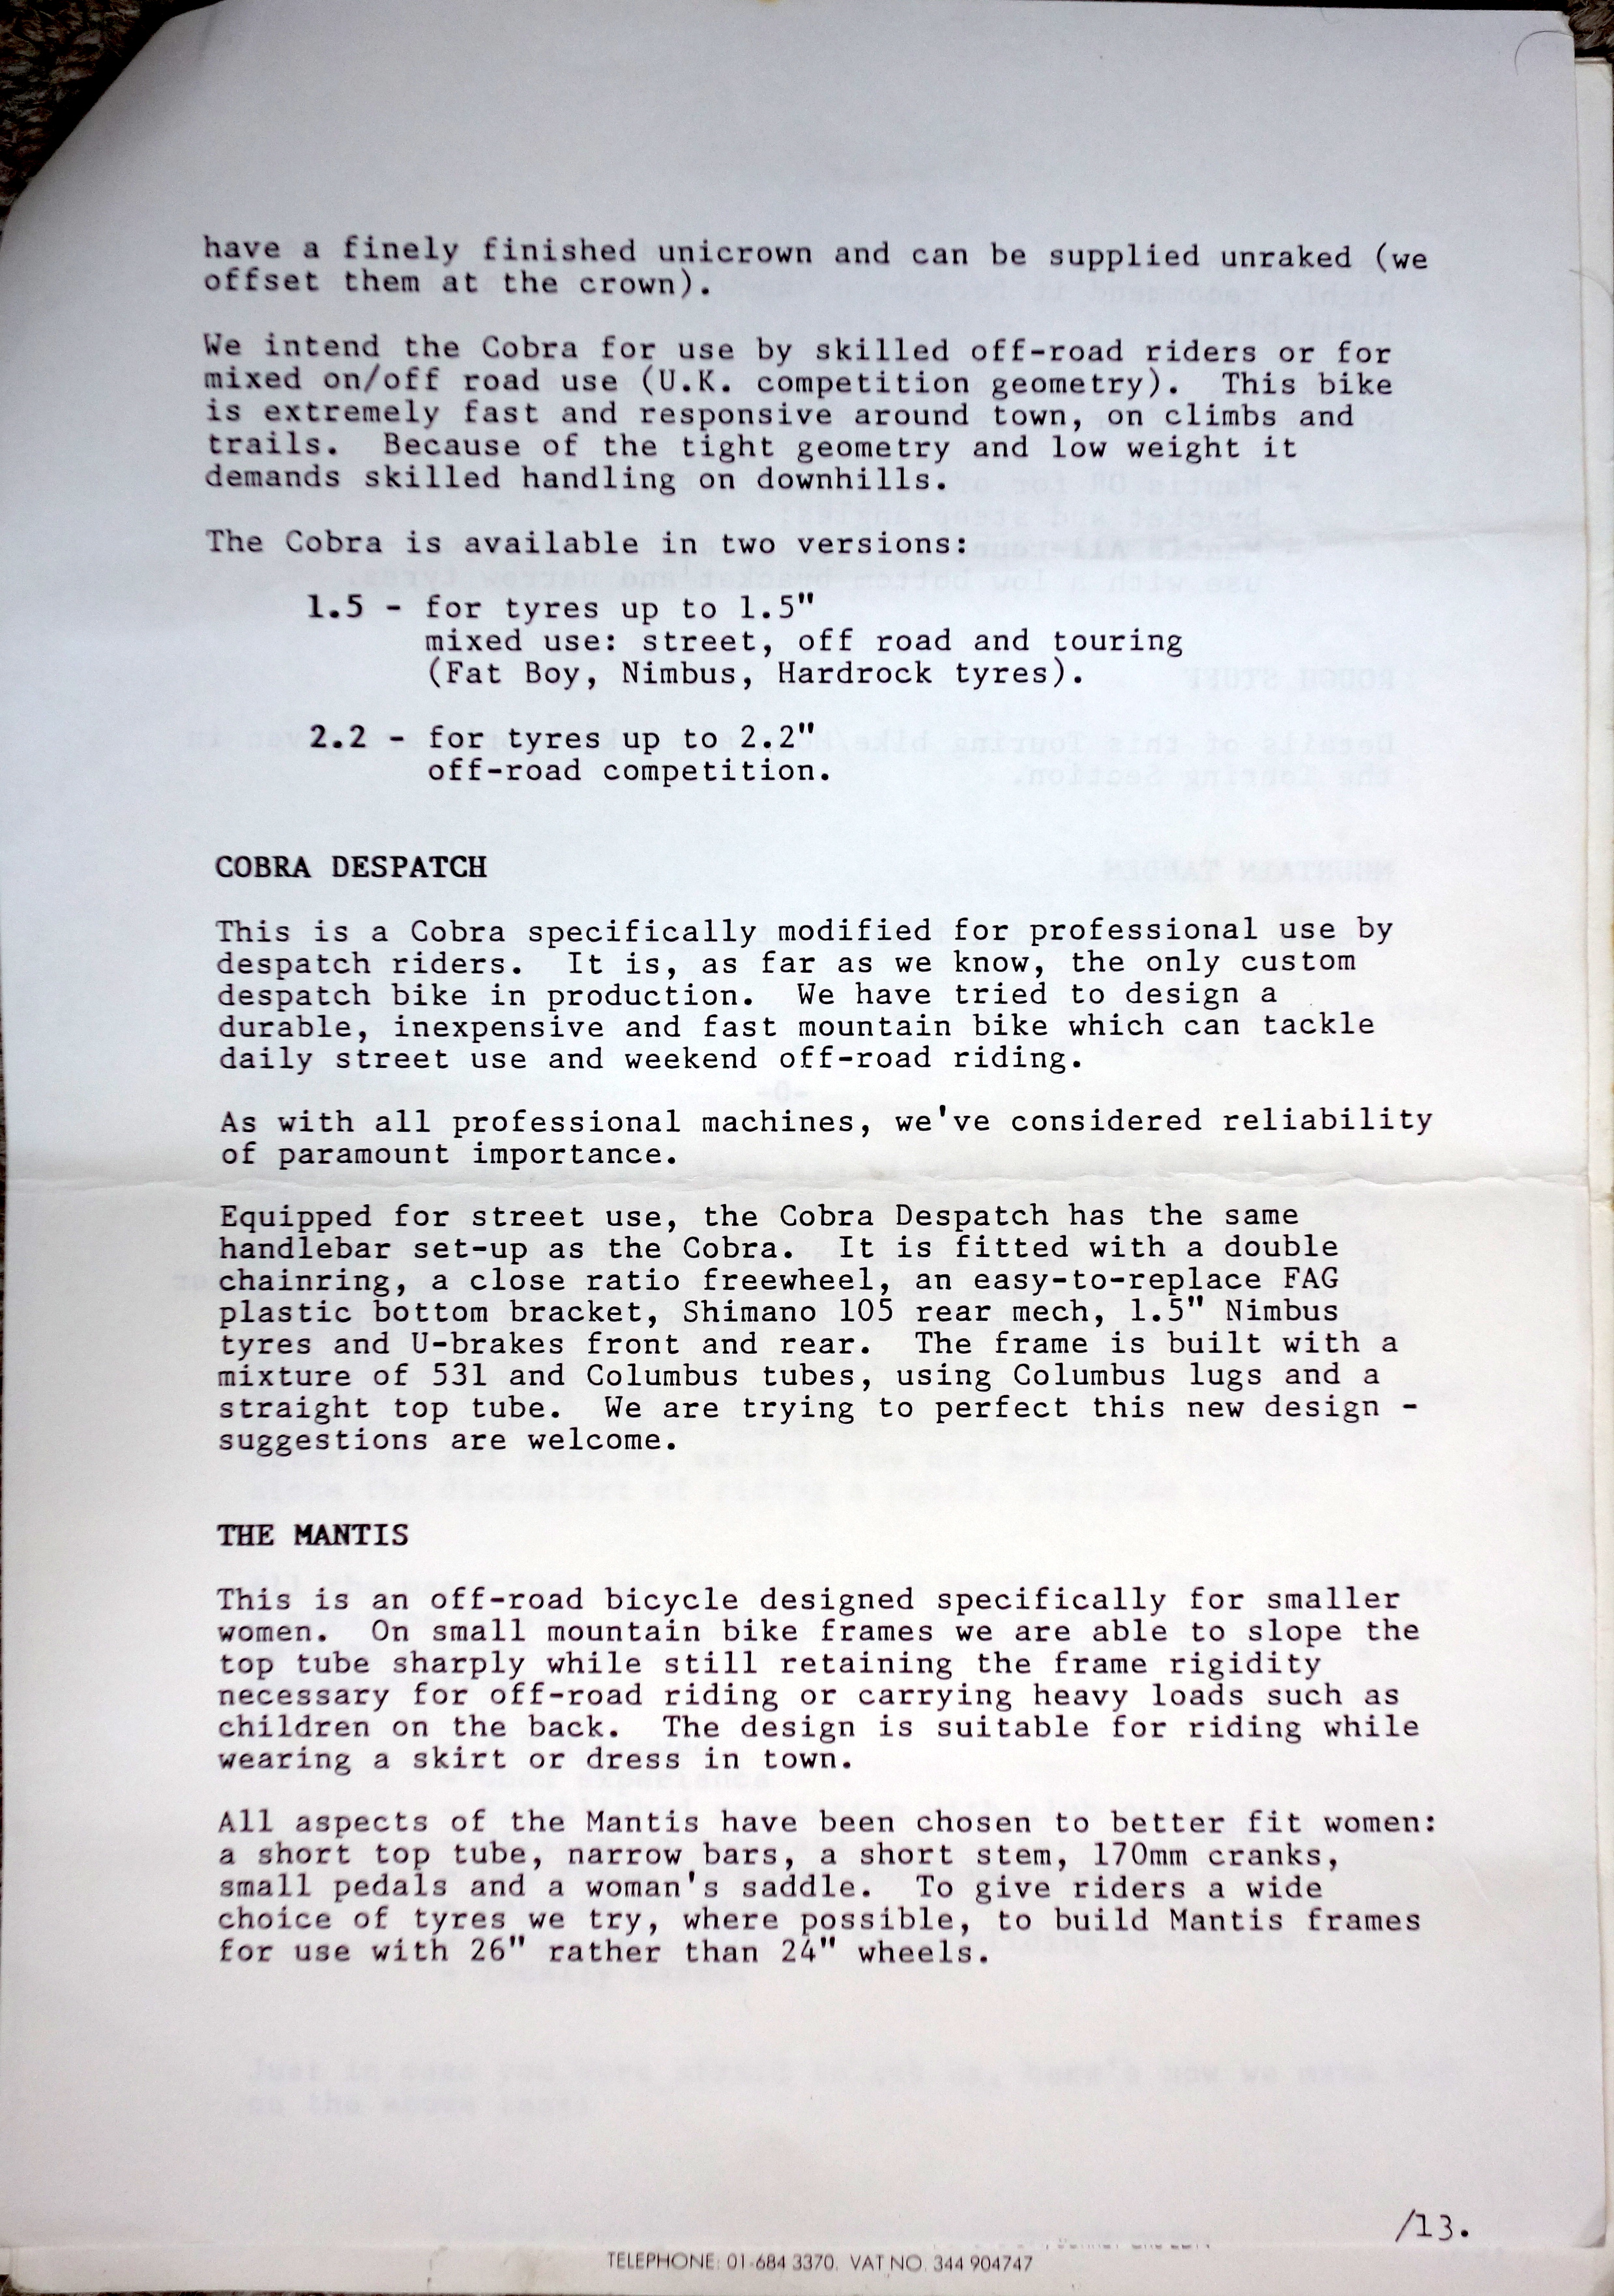 have a finely finished unicrown and can be supplied unraked (we
offset them at the crown).
We intend the Cobra for use by skilled off-road riders or for
mixed on/off road use (U.K. competition geometry).  This bike
is extremely fast and responsive around town, on climbs and
trails.  Because of the tight geometry and low weight it
demands skilled handling on downhills.
The Cobra is available in two versions:
1.5 - for tyres up to 1.5"
mixed use: street, off road and touring
(Fat Boy, Nimbus, Hardrock tyres).
2.2 - for tyres up to 2.2"
off-road competition.
COBRA DESPATCH
This is a Cobra specifically modified for professional use by
despatch riders.  It is, as far as we know, the only custom
despatch bike in production.  We have tried to design a
durable, inexpensive and fast mountain bike which can tackle
daily street use and weekend off-road riding.
As with all professional machines, we've considered reliability
of paramount importance.
Equipped for street use, the Cobra Despatch has the same
handlebar set-up as the Cobra.  It is fitted with a double
chainring, a close ratio freewheel, an easy-to-replace FAG
plastic bottom bracket, Shimano 105 rear mech, 1.5" Nimbus
tyres and U-brakes front and rear.  The frame is built with a
mixture of 531 and Columbus tubes, using Columbus lugs and a
straight top tube.  We are trying to perfect this new design -
suggestions are welcome.
THE MANTIS
This is an off-road bicycle designed specifically for smaller
women.  On small mountain bike frames we are able to slope the
top tube sharply while still retaining the frame rigidity
necessary for off-road riding or carrying heavy loads such as
children on the back.  The design is suitable for riding while
wearing a skirt or dress in town.
All aspects of the Mantis have been chosen to better fit women:
a short top tube, narrow bars, a short stem, 170mm cranks,
small pedals and a woman's saddle.  To give riders a wide
choice of tyres we try, where possible, to build Mantis frames
for use with 26" rather than 24" wheels.
/13.
TELEPHONE: 01-684 3370. VAT NO. 344 904747